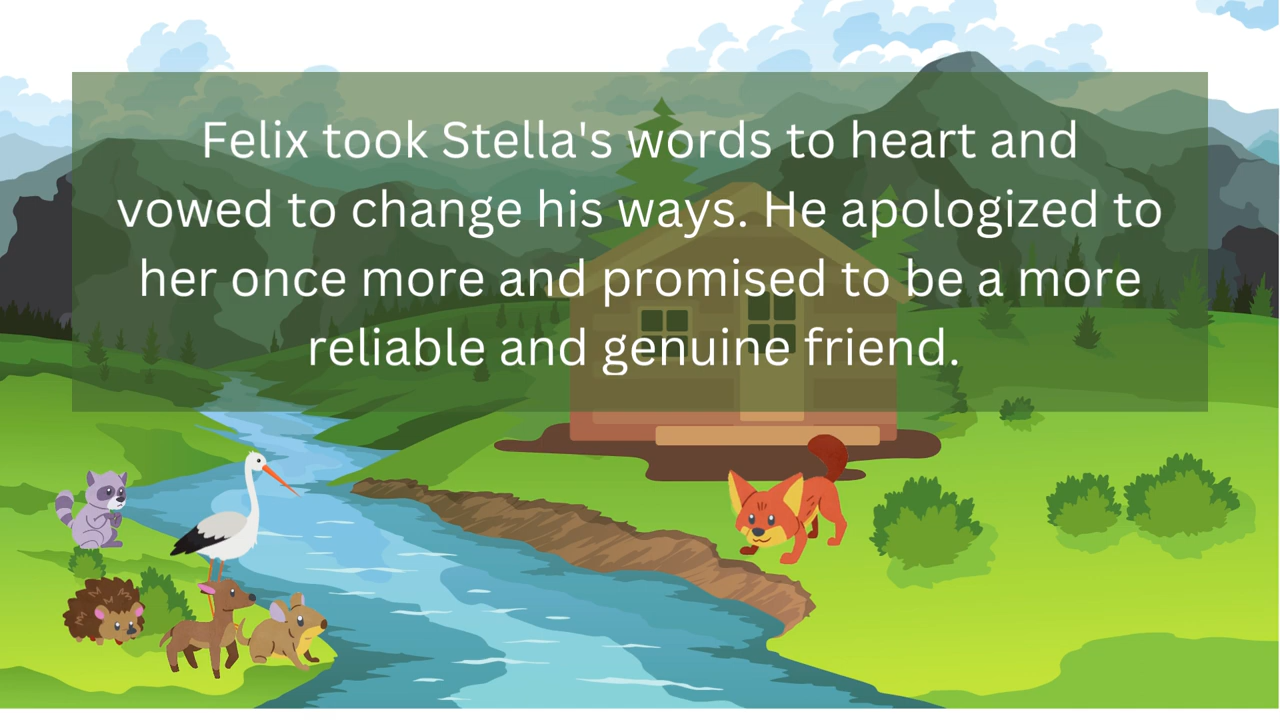 Felix took Stella's words to heart and
vowed to change his ways. He apologized to
her once more and promised to be a more
reliable and genuine friend.